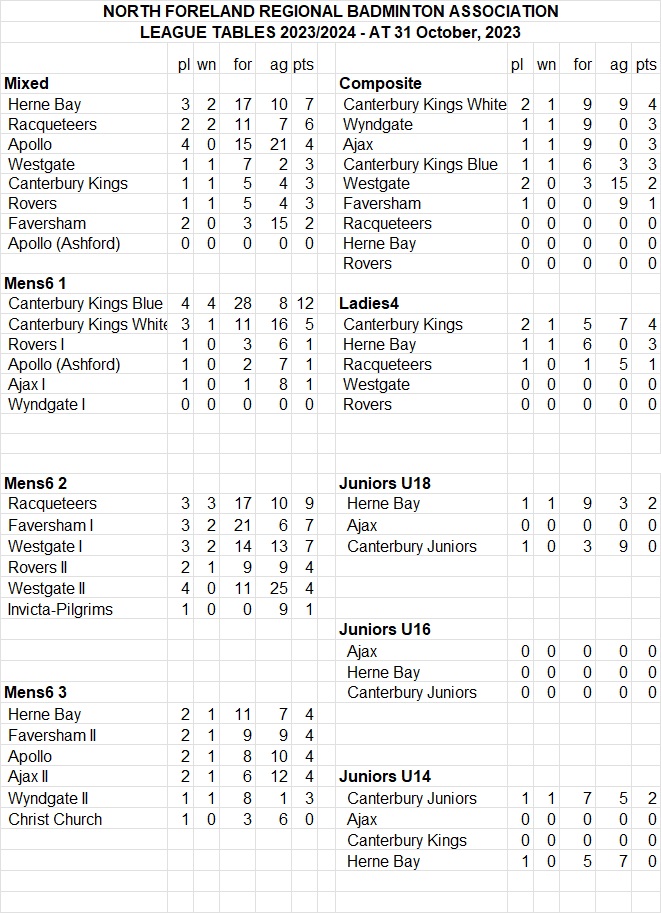 NORTH FORELAND REGIONAL BADMINTON ASSOCIATION
LEAGUE TABLES 2023/2024 - AT 31 October, 2023
pl wn for ag pts
Mixed
Herne Bay 3 2 17 10 7
Racqueteers 2 2 11 7 6
Apollo 4 0 15 21 4
Westgate 1 1 7 2 3
Canterbury Kings 1 1 5 4 3
Rovers 1 1 5 4 3
Faversham 2 0 3 15 2
Apollo (Ashford) 0 0 0 0 0
Mens6 1
Canterbury Kings Blue 4 4 28 8 12
Canterbury Kings White 3 1 11 16 5
Rovers I 1 0 3 6 1
Apollo (Ashford) 1 0 2 7 1
Ajax I 1 0 1 8 1
Wyndgate I 0 0 0 0 0
Mens6 2
Racqueteers 3 3 17 10 9
Faversham I 3 2 21 6 7
Westgate I 3 2 14 13 7
Rovers II 2 1 9 9 4
Westgate II 4 0 11 25 4
Invicta-Pilgrims 1 0 0 9 1
Mens6 3
Herne Bay 2 1 11 7 4
Faversham II 2 1 9 9 4
Apollo 2 1 8 10 4
Ajax II 2 1 6 12 4
Wyndgate II 1 1 8 1 3
Christ Church 1 0 3 6 0
pl wn for ag pts
Composite
Canterbury Kings White 2 1 9 9 4
Wyndgate 1 1 9 0 3
Ajax 1 1 9 0 3
Canterbury Kings Blue 1 1 6 3 3
Westgate 2 0 3 15 2
Faversham 1 0 0 9 1
Racqueteers 0 0 0 0 0
Herne Bay 0 0 0 0 0
Rovers 0 0 0 0 0
Ladies4
Canterbury Kings 2 1 5 7 4
Herne Bay 1 1 6 0 3
Racqueteers 1 0 1 5 1
Westgate 0 0 0 0 0
Rovers 0 0 0 0 0
Juniors U18
Herne Bay 1 1 9 3 2
Ajax 0 0 0 0 0
Canterbury Juniors 1 0 3 9 0
Juniors U16
Ajax 0 0 0 0 0
Herne Bay 0 0 0 0 0
Canterbury Juniors 0 0 0 0 0
Juniors U14
Canterbury Juniors 1 1 7 5 2
Ajax 0 0 0 0 0
Canterbury Kings 0 0 0 0 0
Herne Bay 1 0 5 7 0